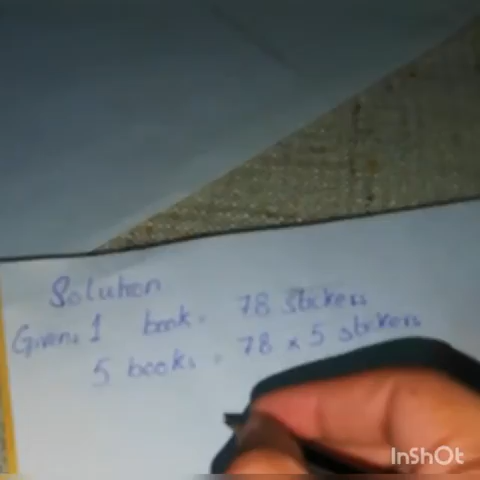 Solution
Given: 1 book = 78 stickers
5 books = 78 x 5 stickers
InShOt